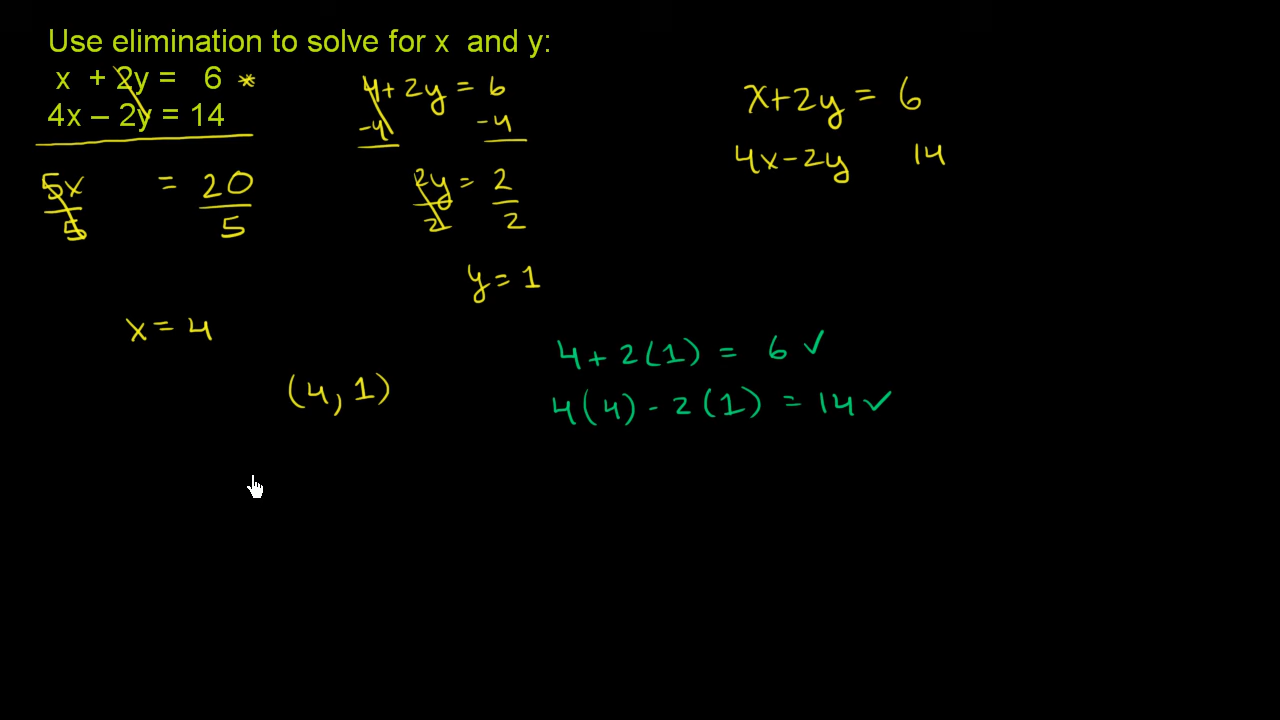 Use elimination to solve for x and y:
x + 2y = 6 *
4x – 2y = 14
5x = 20
5 5
x = 4
4 + 2y = 6
-4 -4
2y = 2
2 2
y = 1
(4, 1)
x + 2y = 6
4x - 2y 14
4 + 2(1) = 6 ✓
4(4) - 2(1) = 14 ✓